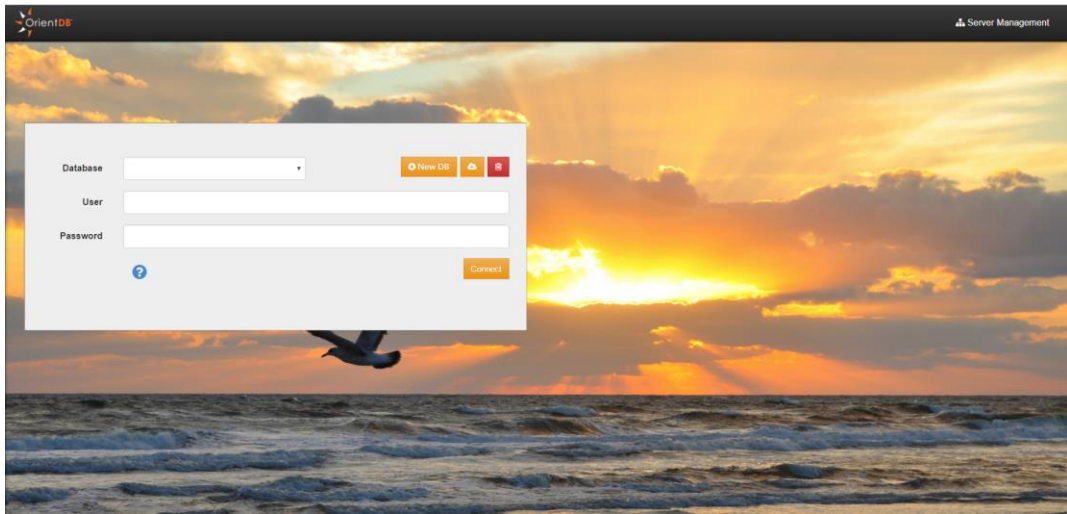 OrientDB
Server Management
Database
New DB
User
Password
?
Connect